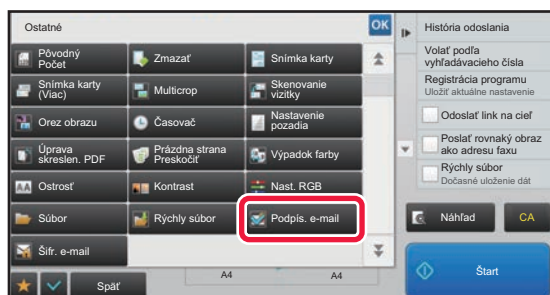 Ostatné
OK
Pôvodný
Počet
Zmazať
Snímka karty
Snímka karty
(Viac)
Multicrop
Skenovanie
vizitky
Orez obrazu
Časovač
Nastavenie
pozadia
Úprava
skreslen. PDF
Prázdna strana
Preskočiť
Výpadok farby
Ostrosť
Kontrast
Nast. RGB
Súbor
Rýchly súbor
Podpis. e-mail
Šifr. e-mail
Späť
A4
A4
História odoslania
Volať podľa
vyhľadávacieho čísla
Registrácia programu
Uložiť aktuálne nastavenie
Odoslať link na cieľ
Poslať rovnaký obraz
ako adresu faxu
Rýchly súbor
Dočasné uloženie dát
Náhľad
CA
Štart